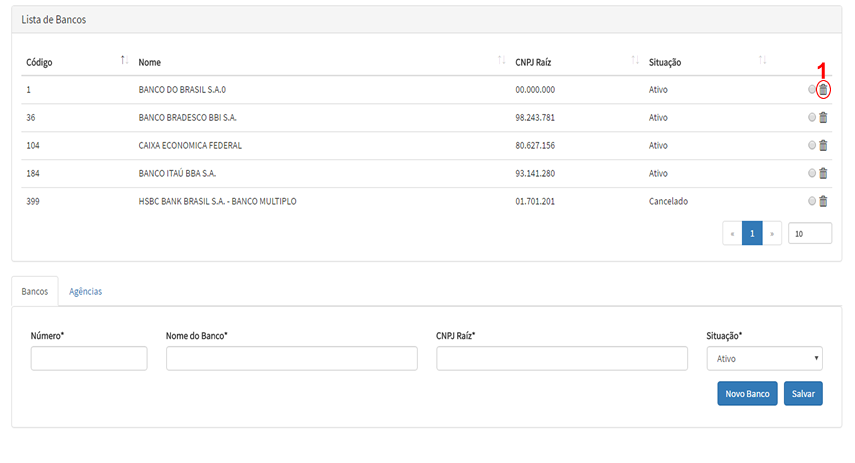 Lista de Bancos
1
Código Nome CNPJ Raíz Situação
1 BANCO DO BRASIL S.A.0 00.000.000 Ativo
36 BANCO BRADESCO BBI S.A. 98.243.781 Ativo
104 CAIXA ECONOMICA FEDERAL 80.627.156 Ativo
184 BANCO ITAÚ BBA S.A. 93.141.280 Ativo
399 HSBC BANK BRASIL S.A. - BANCO MULTIPLO 01.701.201 Cancelado
« 1 » 10
Bancos Agências
Número* Nome do Banco* CNPJ Raíz* Situação*
Ativo
Novo Banco Salvar